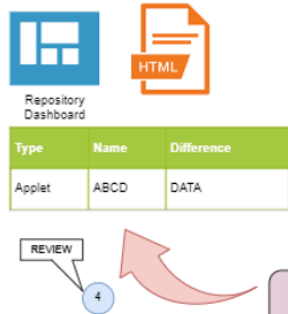 HTML
Repository
Dashboard
Type Name Difference
Applet ABCD DATA
REVIEW
4